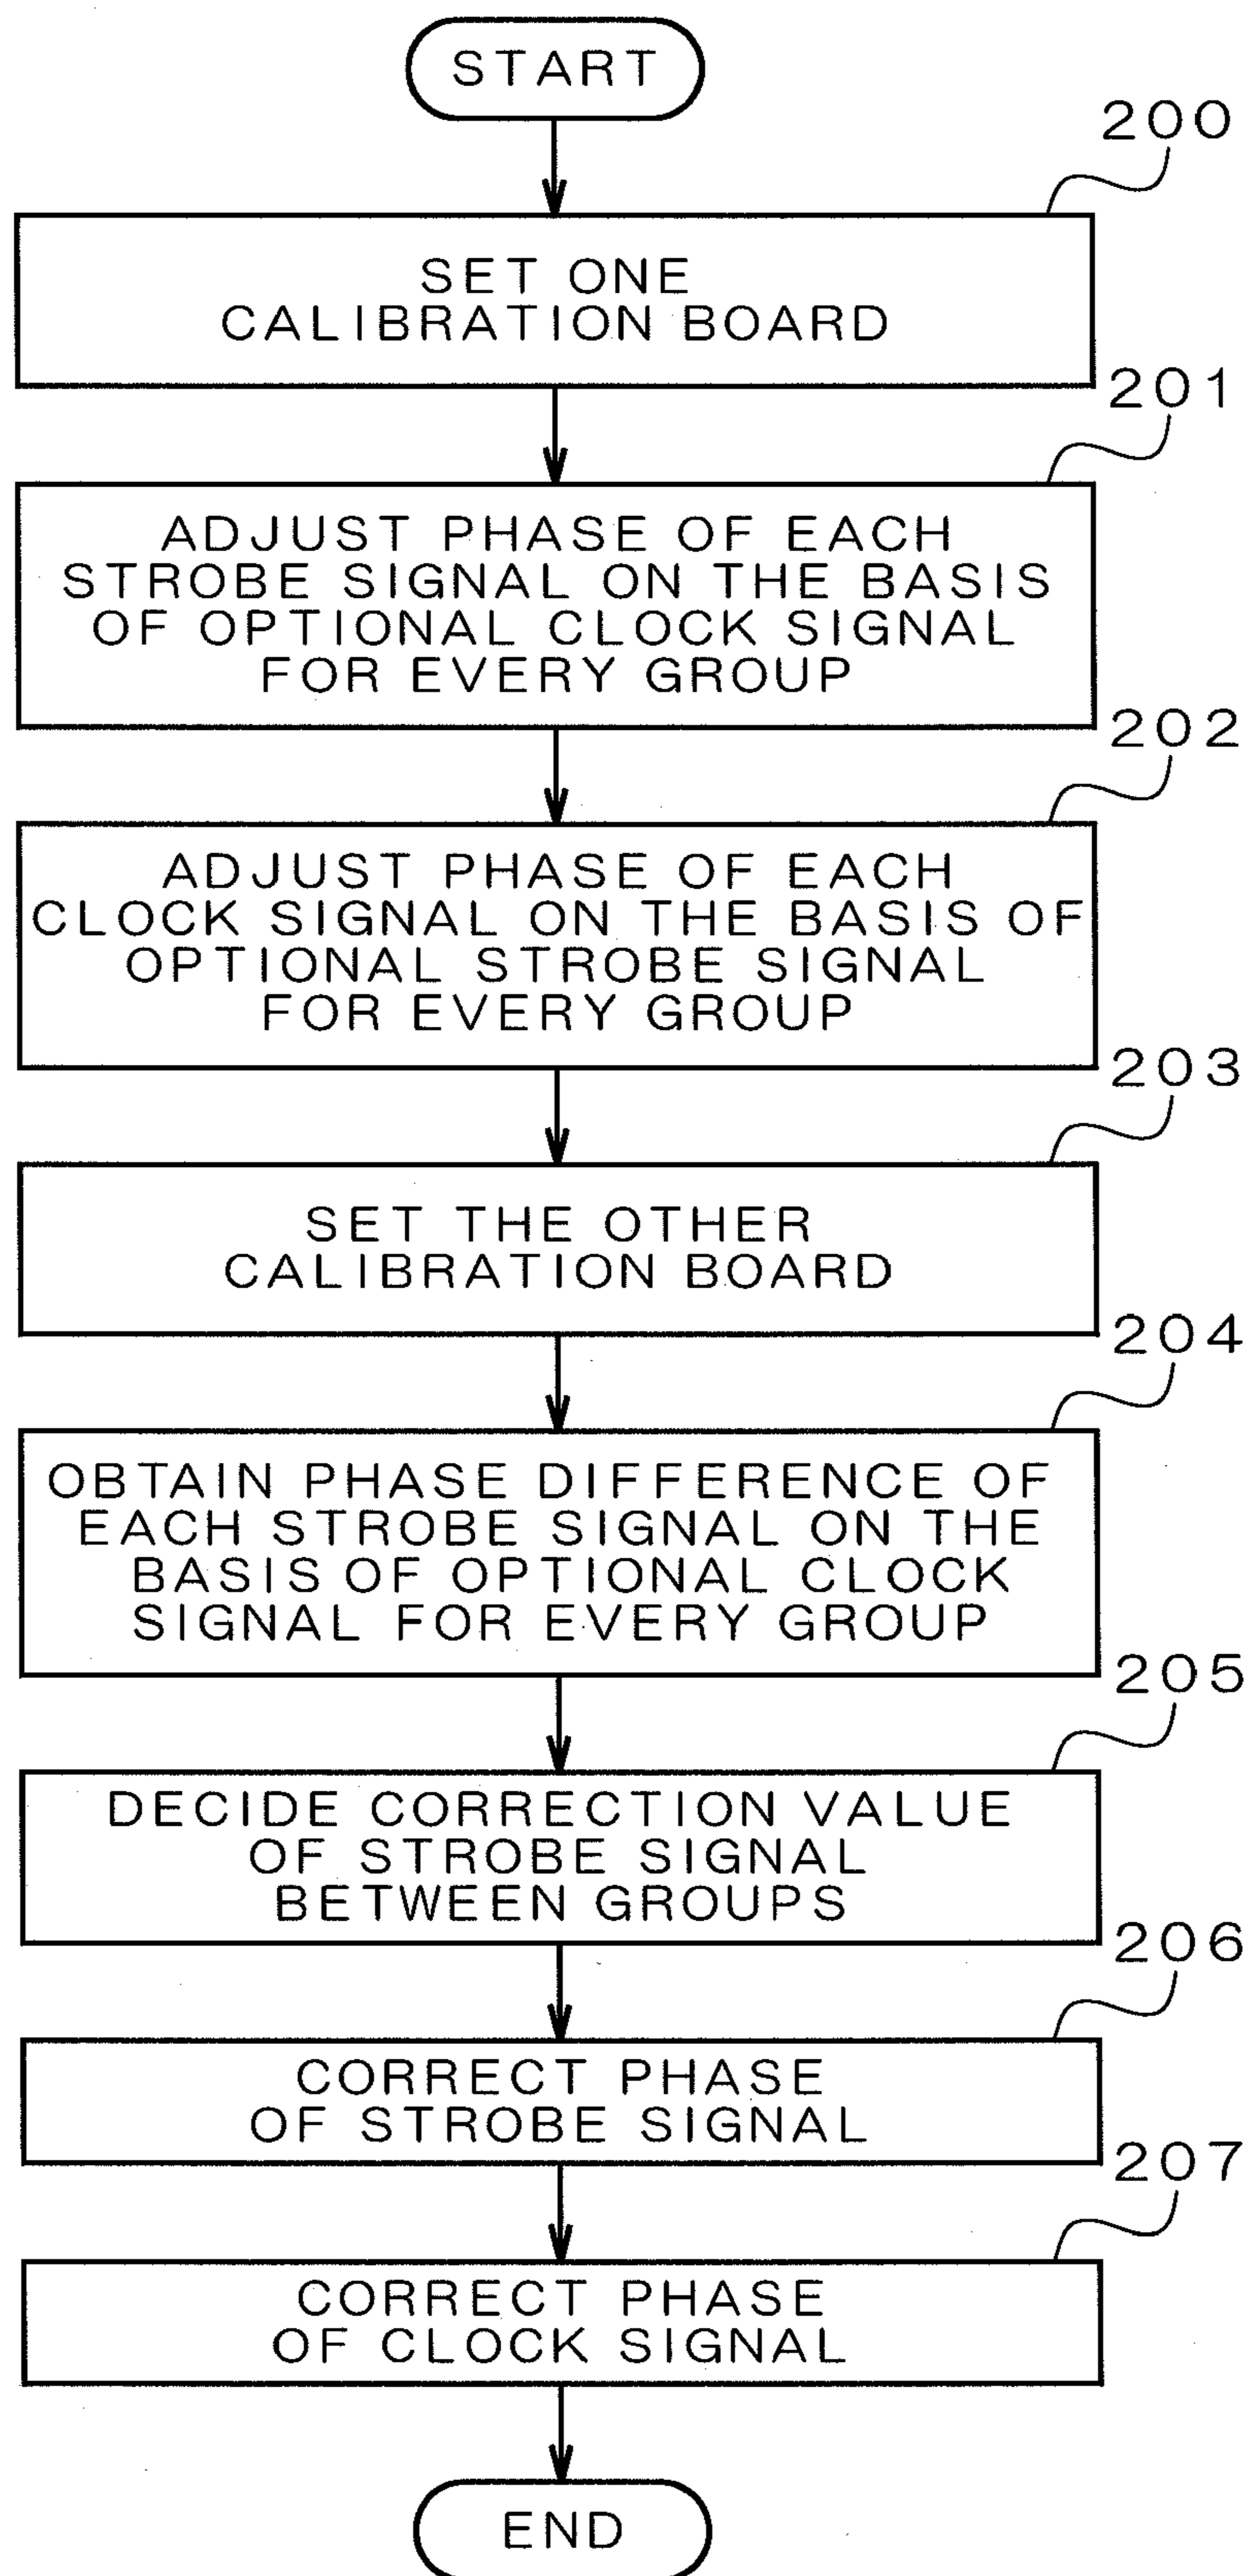 START
200
SET ONE
CALIBRATION BOARD
201
ADJUST PHASE OF EACH
STROBE SIGNAL ON THE BASIS
OF OPTIONAL CLOCK SIGNAL
FOR EVERY GROUP
202
ADJUST PHASE OF EACH
CLOCK SIGNAL ON THE BASIS OF
OPTIONAL STROBE SIGNAL
FOR EVERY GROUP
203
SET THE OTHER
CALIBRATION BOARD
204
OBTAIN PHASE DIFFERENCE OF
EACH STROBE SIGNAL ON THE
BASIS OF OPTIONAL CLOCK
SIGNAL FOR EVERY GROUP
205
DECIDE CORRECTION VALUE
OF STROBE SIGNAL
BETWEEN GROUPS
206
CORRECT PHASE
OF STROBE SIGNAL
207
CORRECT PHASE
OF CLOCK SIGNAL
END